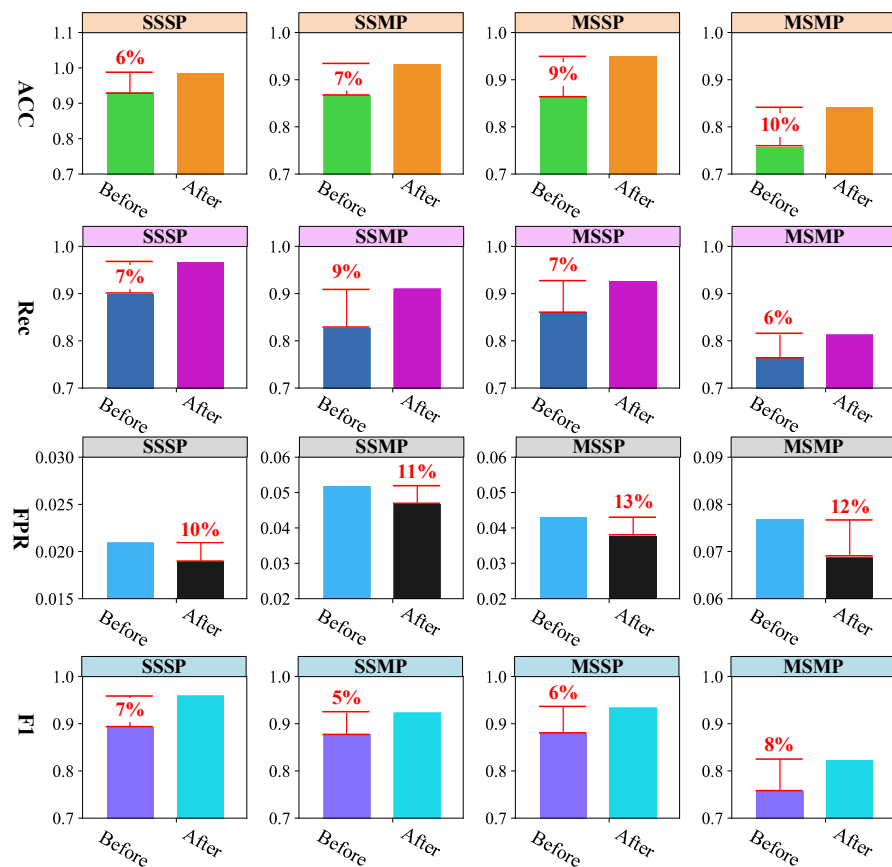 SSSP SSMP MSSP MSMP
ACC
1.1 1.0 0.9 0.8 0.7
6%
Before After
1.0 0.9 0.8 0.7
7%
Before After
1.0 0.9 0.8 0.7
9%
Before After
1.0 0.9 0.8 0.7
10%
Before After
SSSP SSMP MSSP MSMP
Rec
1.0 0.9 0.8 0.7
7%
Before After
1.0 0.9 0.8 0.7
9%
Before After
1.0 0.9 0.8 0.7
7%
Before After
1.0 0.9 0.8 0.7
6%
Before After
SSSP SSMP MSSP MSMP
FPR
0.030 0.025 0.020 0.015
10%
Before After
0.06 0.05 0.04 0.03 0.02
11%
Before After
0.06 0.05 0.04 0.03 0.02
13%
Before After
0.09 0.08 0.07 0.06
12%
Before After
SSSP SSMP MSSP MSMP
F1
1.0 0.9 0.8 0.7
7%
Before After
1.0 0.9 0.8 0.7
5%
Before After
1.0 0.9 0.8 0.7
6%
Before After
1.0 0.9 0.8 0.7
8%
Before After